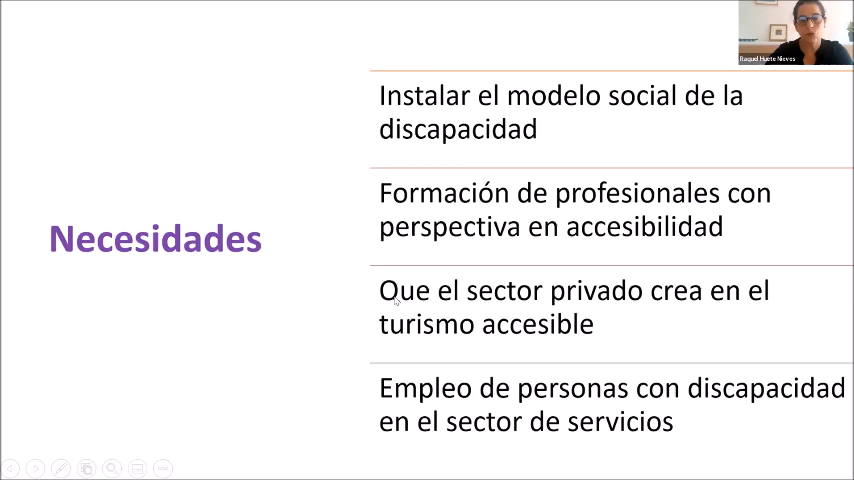 Raquel Huete Nieves
Instalar el modelo social de la
discapacidad
Formación de profesionales con
perspectiva en accesibilidad
Necesidades
Que el sector privado crea en el
turismo accesible
Empleo de personas con discapacidad
en el sector de servicios